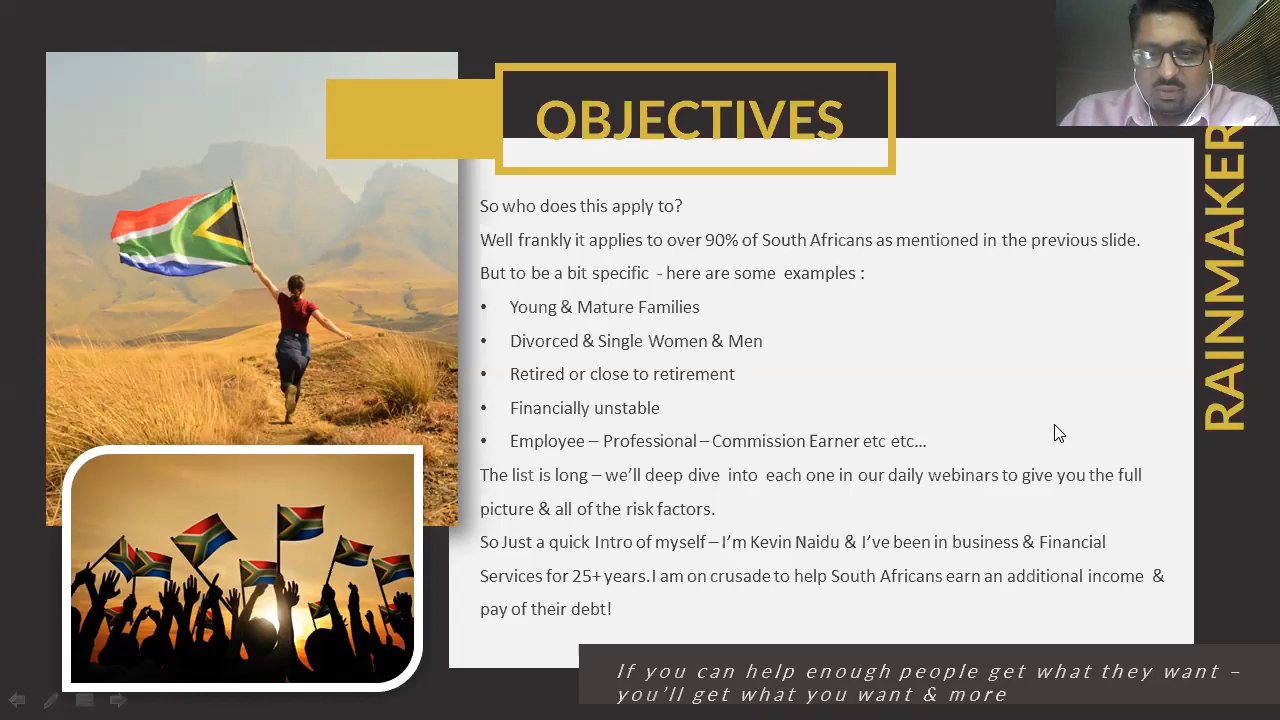 OBJECTIVES
So who does this apply to?
Well frankly it applies to over 90% of South Africans as mentioned in the previous slide.
But to be a bit specific - here are some examples :
• Young & Mature Families
• Divorced & Single Women & Men
• Retired or close to retirement
• Financially unstable
• Employee – Professional – Commission Earner etc etc…
The list is long – we'll deep dive into each one in our daily webinars to give you the full
picture & all of the risk factors.
So Just a quick Intro of myself – I'm Kevin Naidu & I've been in business & Financial
Services for 25+ years.I am on crusade to help South Africans earn an additional income &
pay of their debt!
If you can help enough people get what they want –
you'll get what you want & more
RAINMAKER